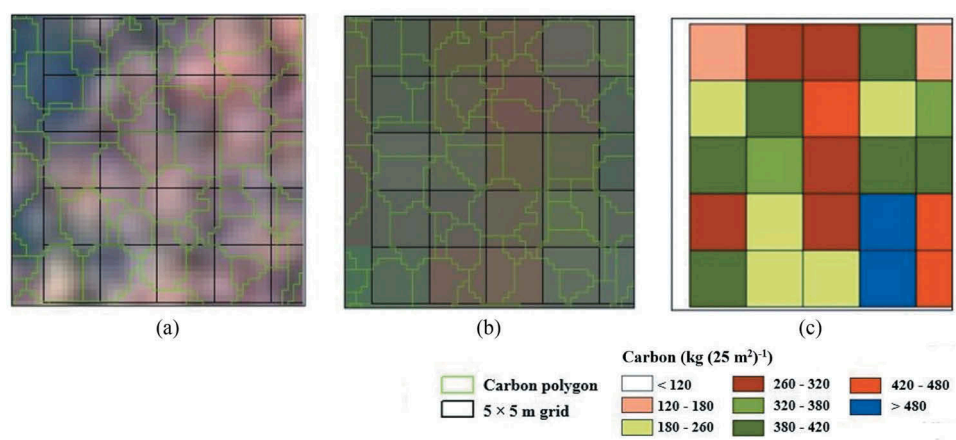 (a) (b) (c)
Carbon (kg (25 m²)-¹)
Carbon polygon
5 × 5 m grid
< 120 260 - 320 420 - 480
120 - 180 320 - 380 > 480
180 - 260 380 - 420